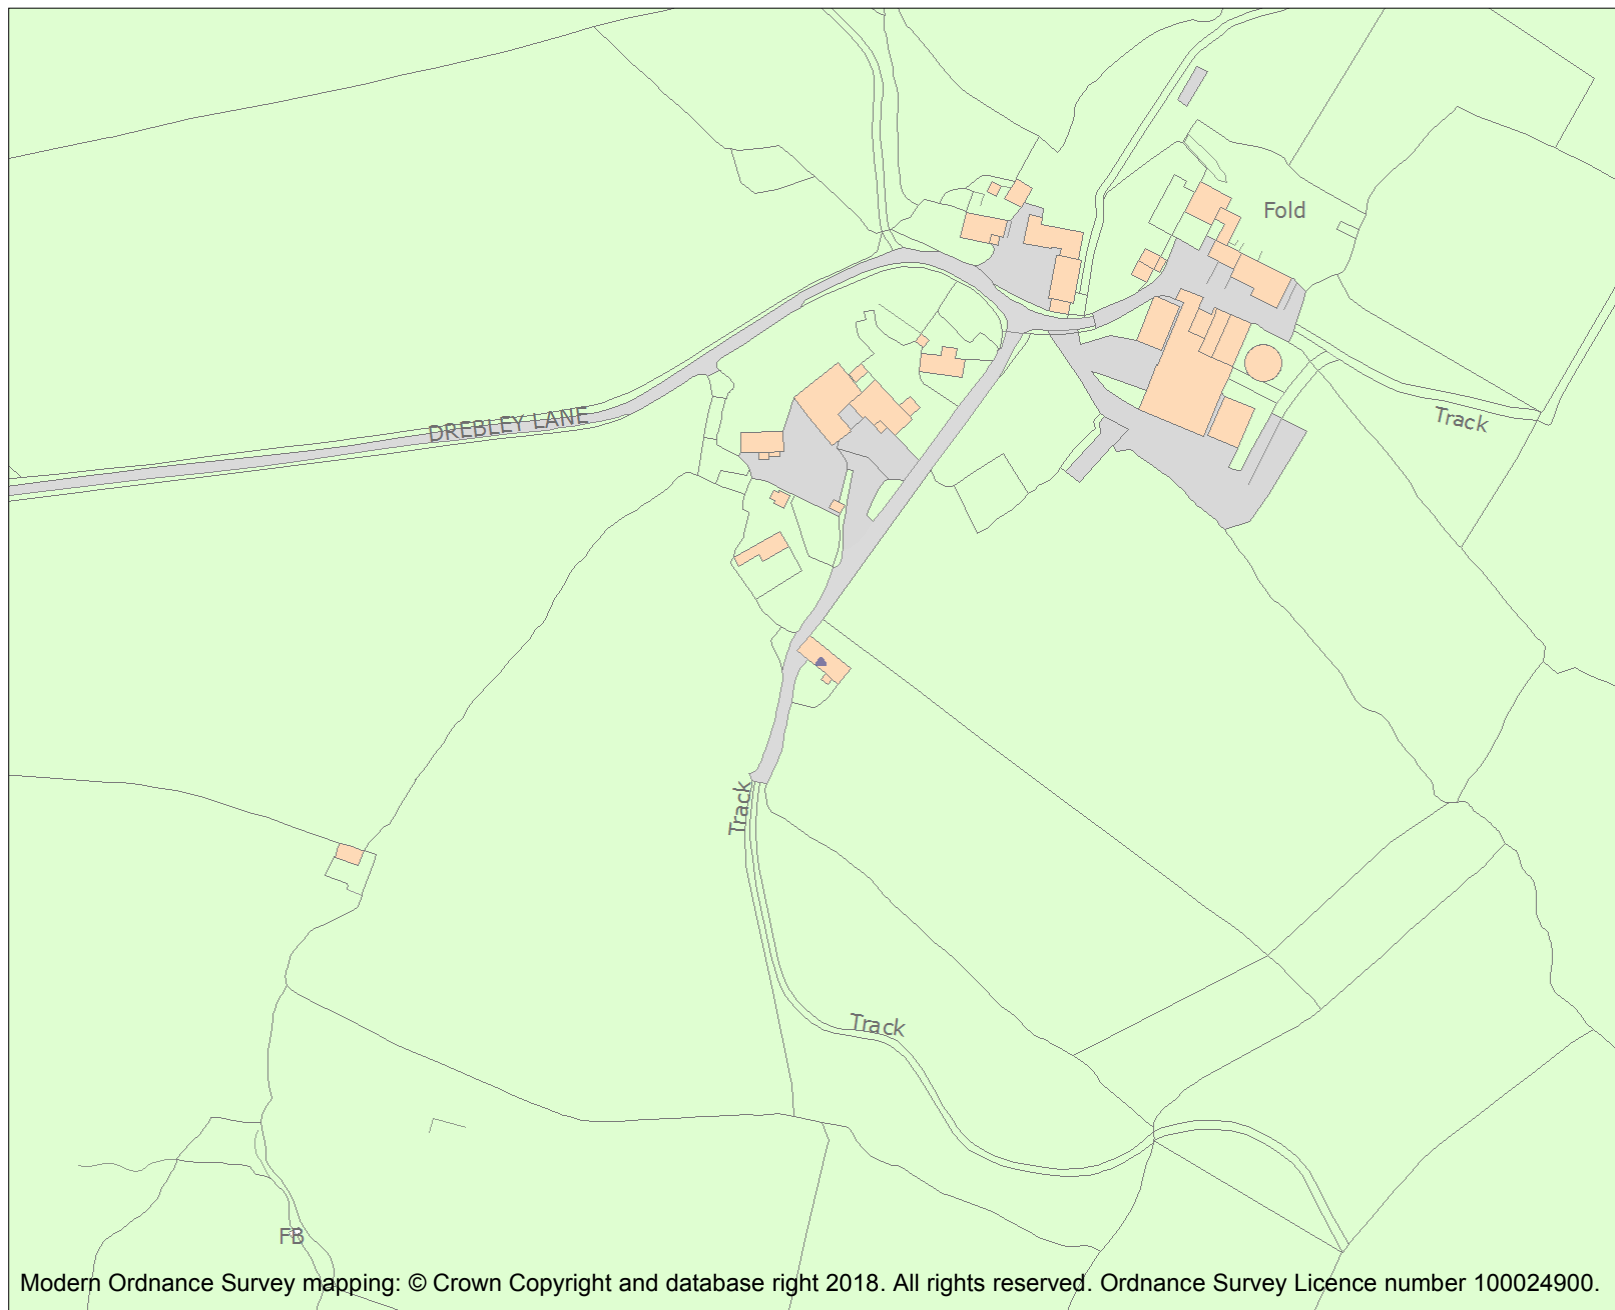 Fold
DREBLEY LANE
Track
Track
Track
FB
Modern Ordnance Survey mapping: © Crown Copyright and database right 2018. All rights reserved. Ordnance Survey Licence number 100024900.